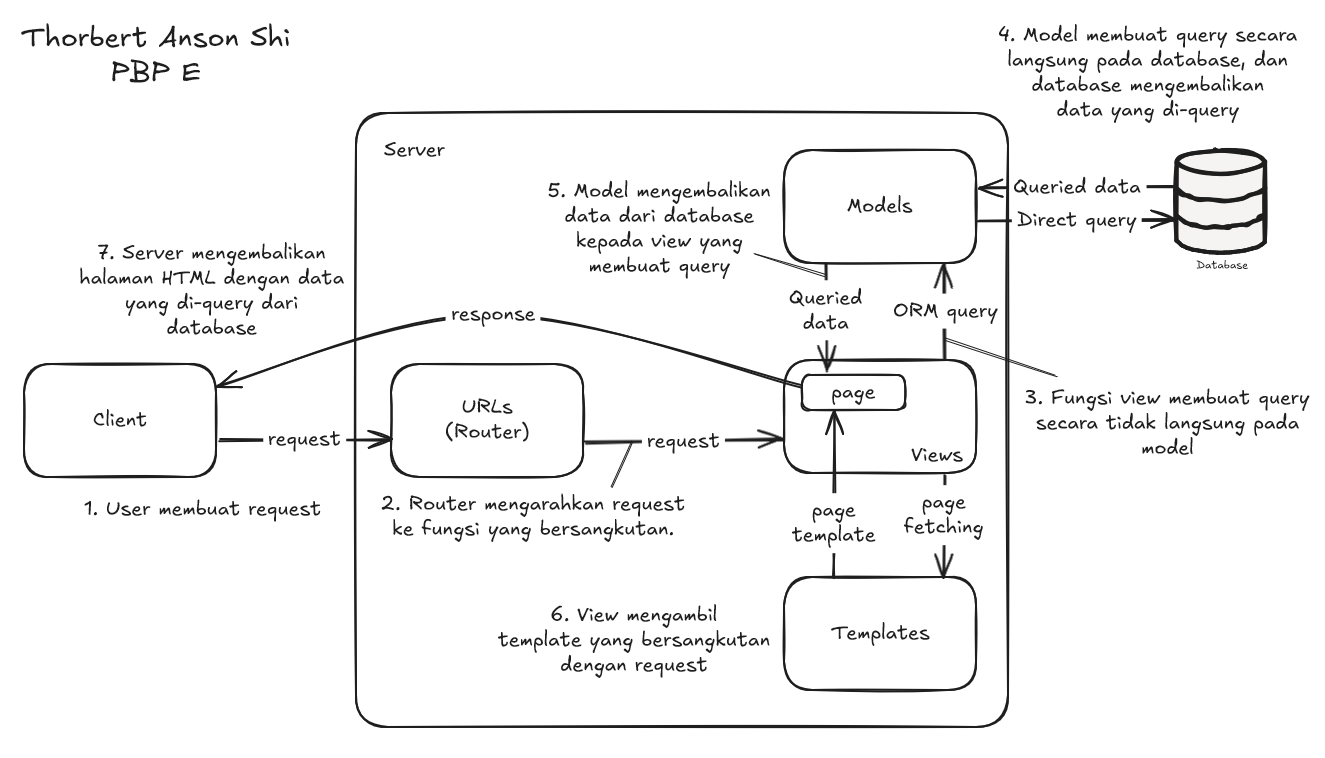 Thorbert Anson Shi
PBP E
4. Model membuat query secara
langsung pada database, dan
database mengembalikan
data yang di-query
Server
5. Model mengembalikan
data dari database
kepada view yang
membuat query
Models
Queried data
Direct query
Database
7. Server mengembalikan
halaman HTML dengan data
yang di-query dari
database
response
Queried
data
ORM query
Client
request
URLs
(Router)
request
page
Views
3. Fungsi view membuat query
secara tidak langsung pada
model
1. User membuat request
2. Router mengarahkan request
ke fungsi yang bersangkutan.
page
template
page
fetching
6. View mengambil
template yang bersangkutan
dengan request
Templates